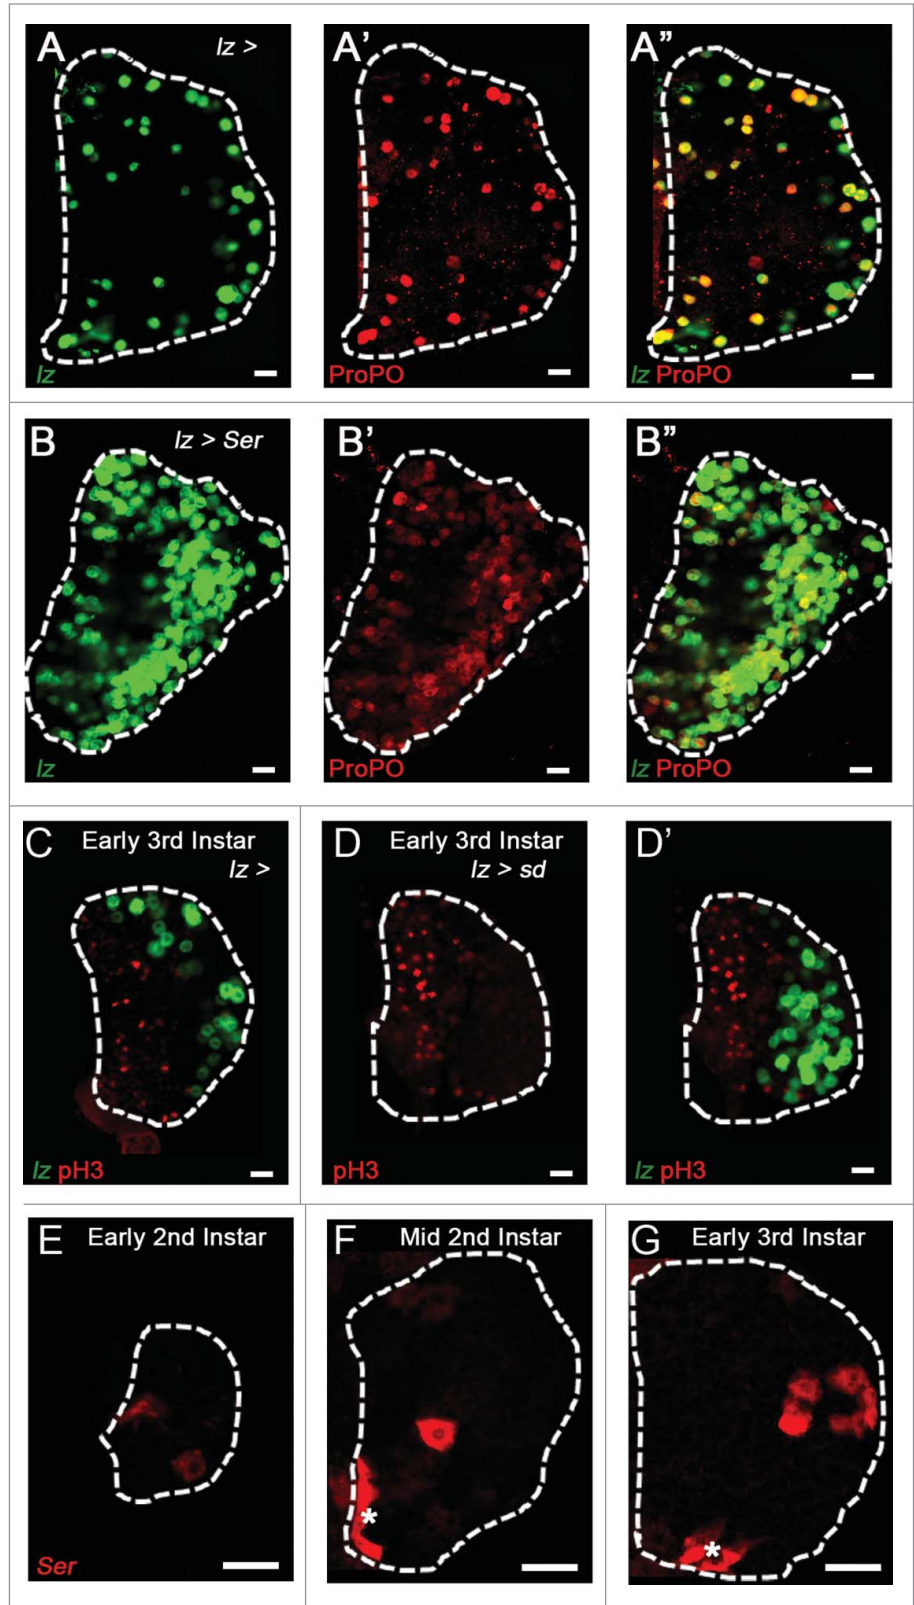 A
lz >
A'
A"
lz
ProPO
lz ProPO
B
lz > Ser
B'
B"
lz
ProPO
lz ProPO
C
Early 3rd Instar
lz >
D
Early 3rd Instar
lz > sd
D'
lz pH3
pH3
lz pH3
E
Early 2nd Instar
F
Mid 2nd Instar
G
Early 3rd Instar
*
*
Ser